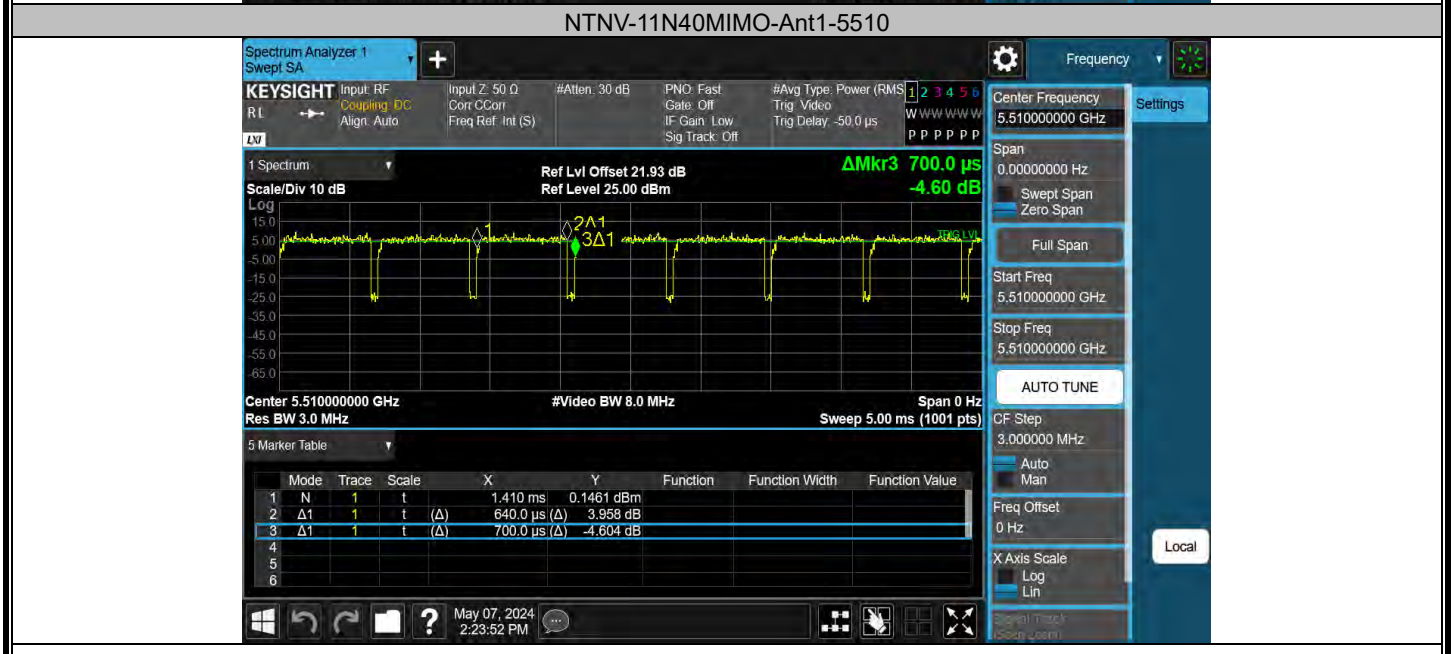 NTNV-11N40MIMO-Ant1-5510
Spectrum Analyzer 1
Swept SA
+
Frequency
KEYSIGHT
RL
LXI
Input: RF
Coupling: DC
Align: Auto
Input Z: 50 Ω
Corr CCorr
Freq Ref: Int (S)
#Atten: 30 dB
PNO: Fast
Gate: Off
IF Gain: Low
Sig Track: Off
#Avg Type: Power (RMS
Trig: Video
Trig Delay: -50.0 µs
1 2 3 4 5 6
W W W W W W
P P P P P P
1 Spectrum
Scale/Div 10 dB
Ref Lvl Offset 21.93 dB
Ref Level 25.00 dBm
ΔMkr3 700.0 µs
-4.60 dB
Log
15.0
5.00
-5.00
-15.0
-25.0
-35.0
-45.0
-55.0
-65.0
1
2Δ1
3Δ1
TRIG LVL
Center 5.510000000 GHz
Res BW 3.0 MHz
#Video BW 8.0 MHz
Span 0 Hz
Sweep 5.00 ms (1001 pts)
5 Marker Table
Mode Trace Scale X Y Function Function Width Function Value
1 N 1 t 1.410 ms 0.1461 dBm
2 Δ1 1 t (Δ) 640.0 µs (Δ) 3.958 dB
3 Δ1 1 t (Δ) 700.0 µs (Δ) -4.604 dB
4
5
6
?
May 07, 2024
2:23:52 PM
Center Frequency
5.510000000 GHz
Span
0.00000000 Hz
Swept Span
Zero Span
Full Span
Start Freq
5.510000000 GHz
Stop Freq
5.510000000 GHz
AUTO TUNE
CF Step
3.000000 MHz
Auto
Man
Freq Offset
0 Hz
X Axis Scale
Log
Lin
Signal Track
(Span Zoom)
Settings
Local